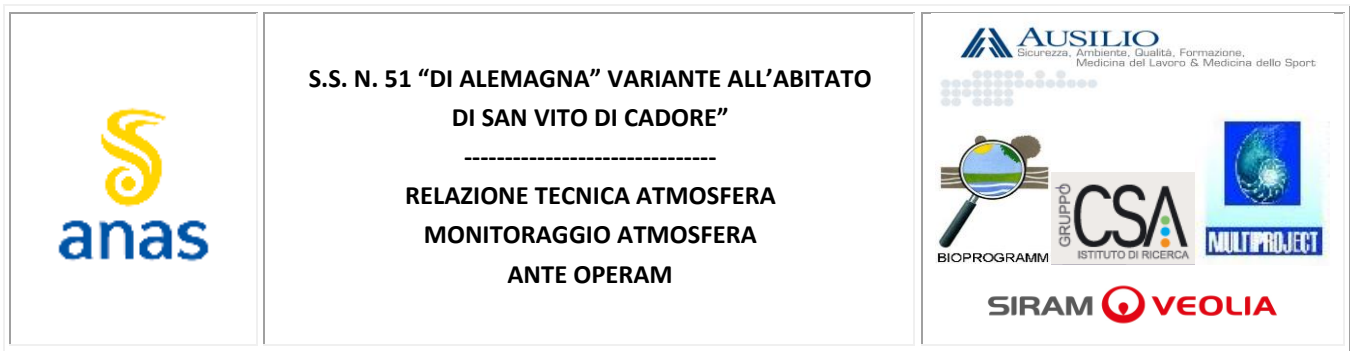 anas
S.S. N. 51 “DI ALEMAGNA” VARIANTE ALL’ABITATO
DI SAN VITO DI CADORE”
-------------------------------
RELAZIONE TECNICA ATMOSFERA
MONITORAGGIO ATMOSFERA
ANTE OPERAM
AUSILIO
Sicurezza, Ambiente, Qualità, Formazione,
Medicina del Lavoro & Medicina dello Sport
BIOPROGRAMM
GRUPPO
CSA
ISTITUTO DI RICERCA
MULTIPROJECT
SIRAM VEOLIA